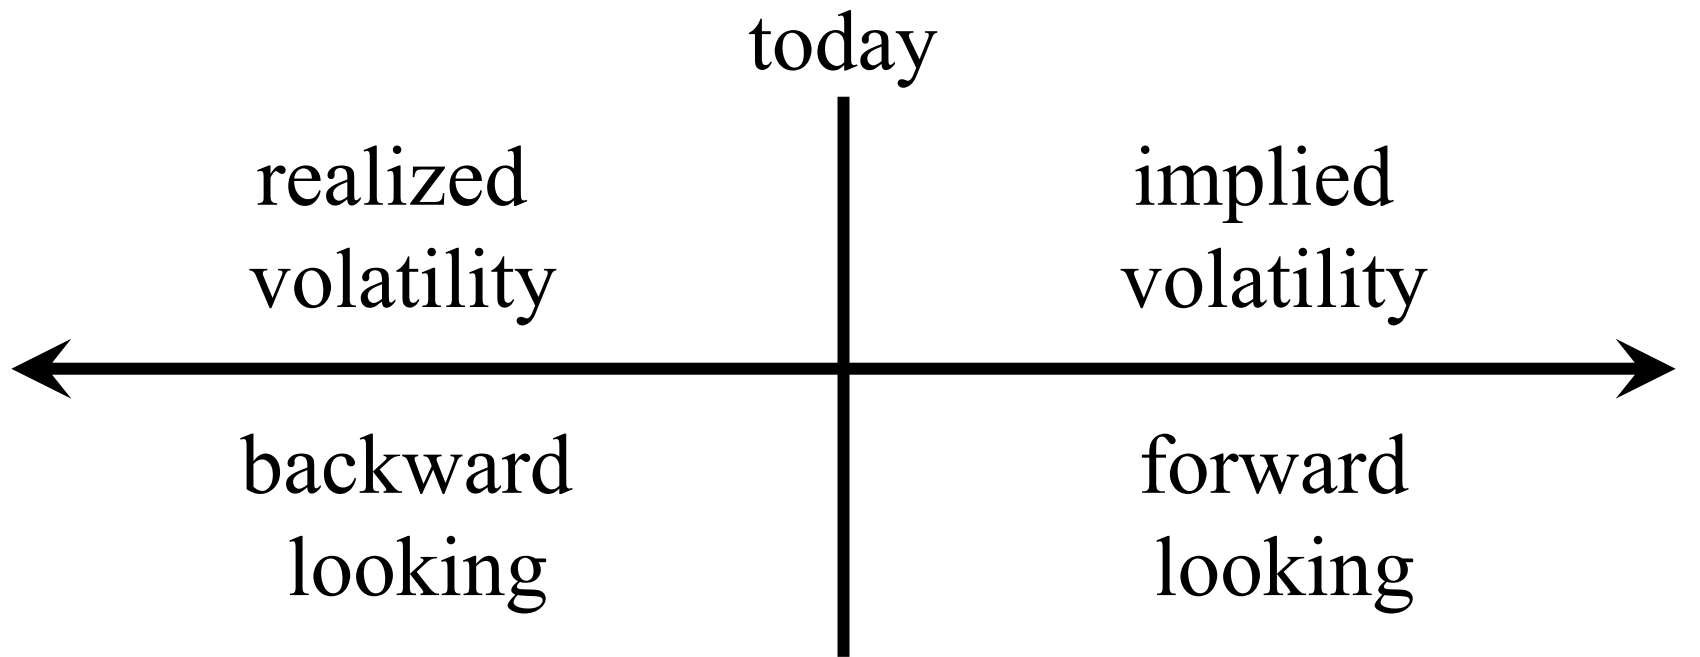 today
realized
volatility
implied
volatility
backward
looking
forward
looking